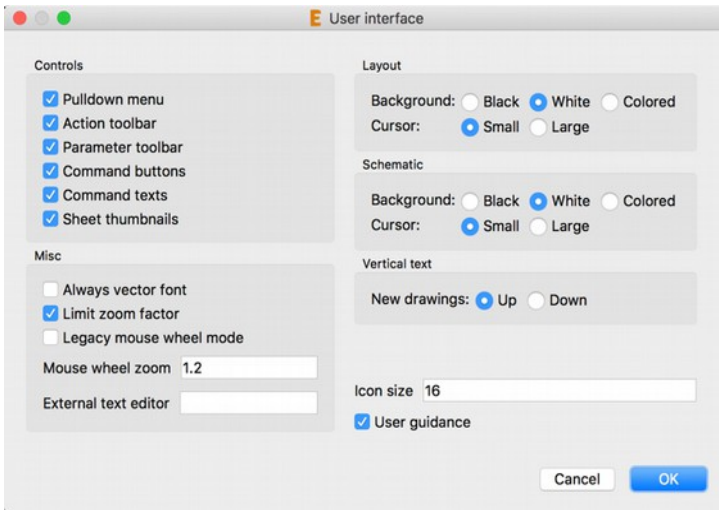 E User interface
Controls
Pulldown menu
Action toolbar
Parameter toolbar
Command buttons
Command texts
Sheet thumbnails
Misc
Always vector font
Limit zoom factor
Legacy mouse wheel mode
Mouse wheel zoom 1.2
External text editor
Layout
Background: Black White Colored
Cursor: Small Large
Schematic
Background: Black White Colored
Cursor: Small Large
Vertical text
New drawings: Up Down
Icon size 16
User guidance
Cancel OK